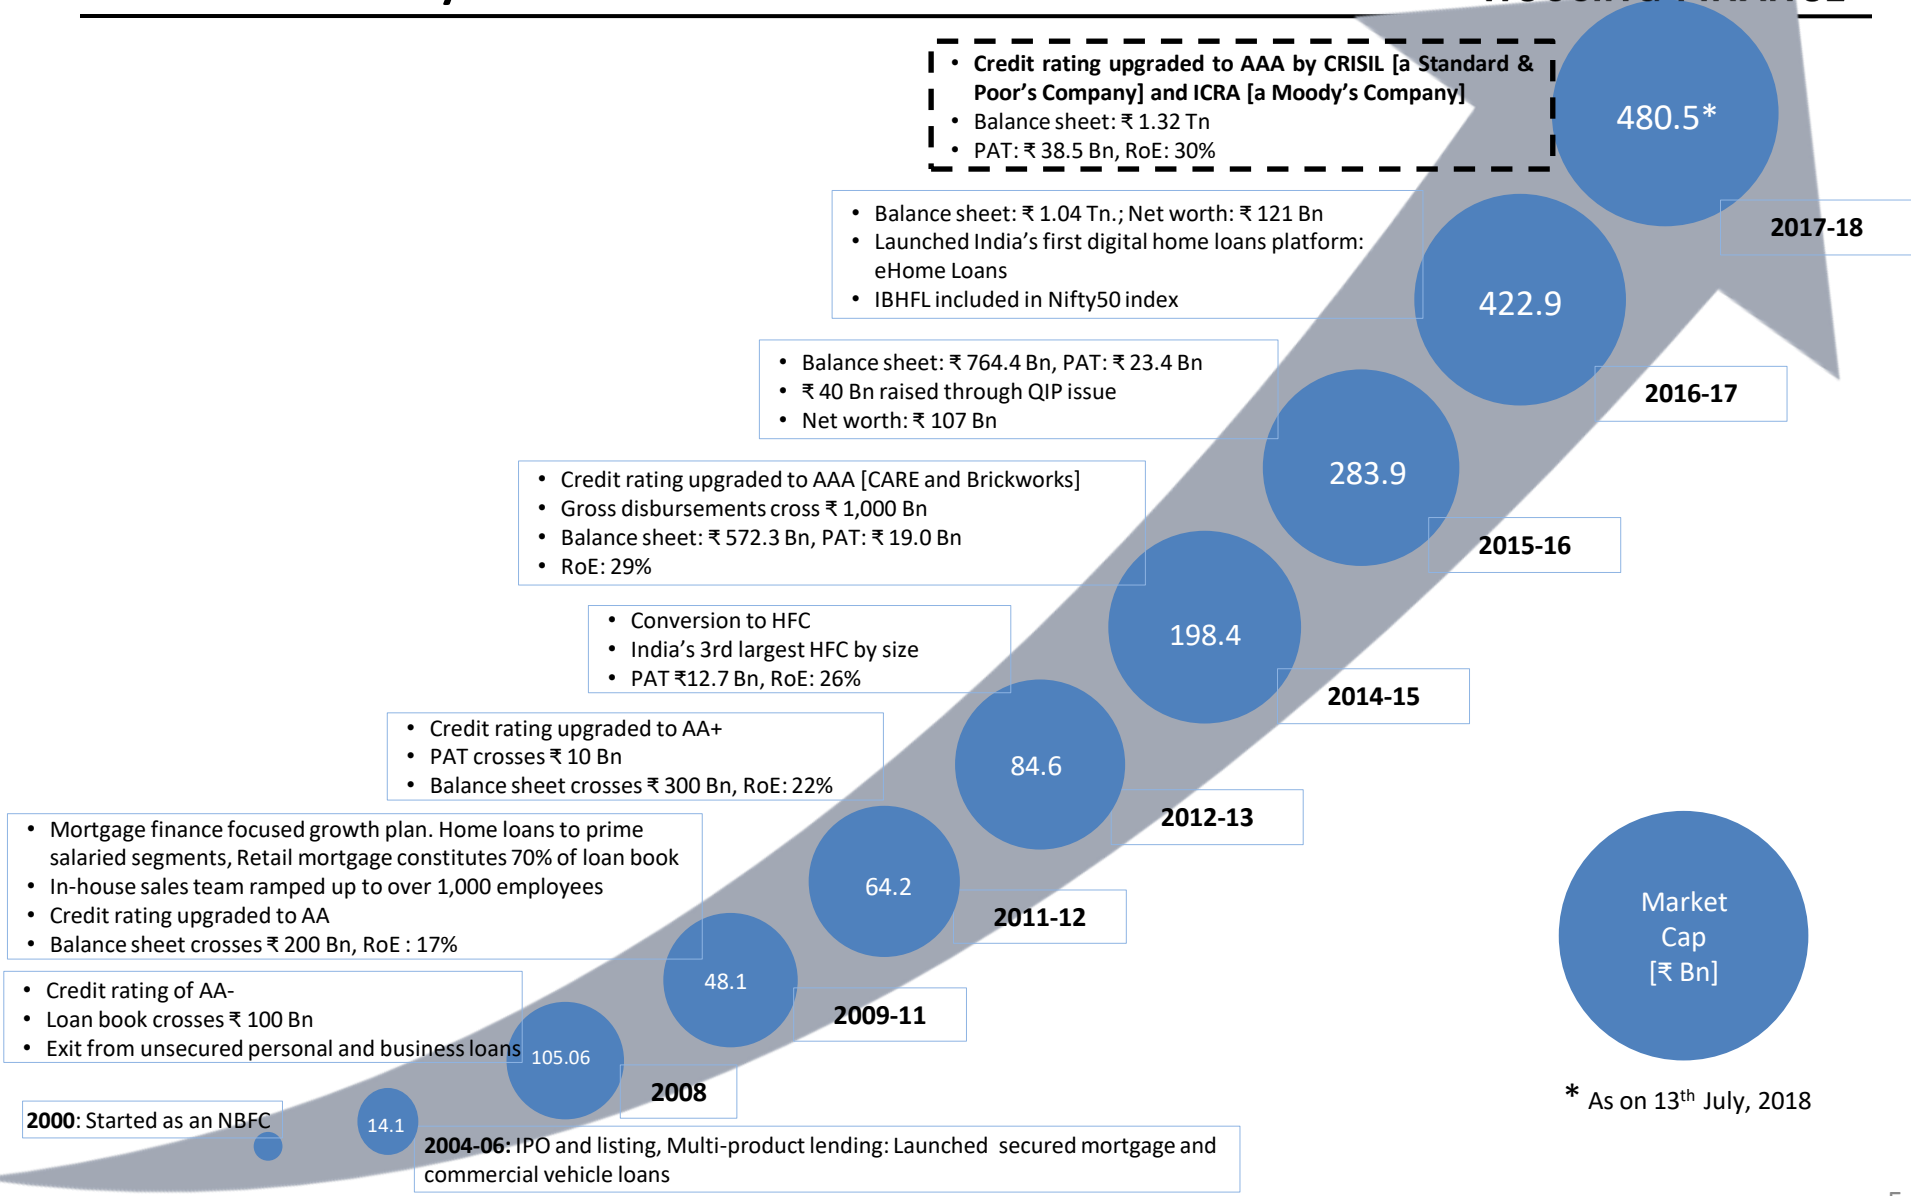 • Credit rating upgraded to AAA by CRISIL [a Standard &
Poor’s Company] and ICRA [a Moody’s Company]
• Balance sheet: ₹ 1.32 Tn
• PAT: ₹ 38.5 Bn, RoE: 30%
480.5*
2017-18
• Balance sheet: ₹ 1.04 Tn.; Net worth: ₹ 121 Bn
• Launched India’s first digital home loans platform:
eHome Loans
• IBHFL included in Nifty50 index
422.9
2016-17
• Balance sheet: ₹ 764.4 Bn, PAT: ₹ 23.4 Bn
• ₹ 40 Bn raised through QIP issue
• Net worth: ₹ 107 Bn
283.9
2015-16
• Credit rating upgraded to AAA [CARE and Brickworks]
• Gross disbursements cross ₹ 1,000 Bn
• Balance sheet: ₹ 572.3 Bn, PAT: ₹ 19.0 Bn
• RoE: 29%
198.4
2014-15
• Conversion to HFC
• India’s 3rd largest HFC by size
• PAT ₹12.7 Bn, RoE: 26%
84.6
2012-13
• Credit rating upgraded to AA+
• PAT crosses ₹ 10 Bn
• Balance sheet crosses ₹ 300 Bn, RoE: 22%
64.2
2011-12
• Mortgage finance focused growth plan. Home loans to prime
salaried segments, Retail mortgage constitutes 70% of loan book
• In-house sales team ramped up to over 1,000 employees
• Credit rating upgraded to AA
• Balance sheet crosses ₹ 200 Bn, RoE : 17%
48.1
2009-11
• Credit rating of AA-
• Loan book crosses ₹ 100 Bn
• Exit from unsecured personal and business loans
105.06
2008
2000: Started as an NBFC
14.1
2004-06: IPO and listing, Multi-product lending: Launched secured mortgage and
commercial vehicle loans
Market
Cap
[₹ Bn]
* As on 13th July, 2018